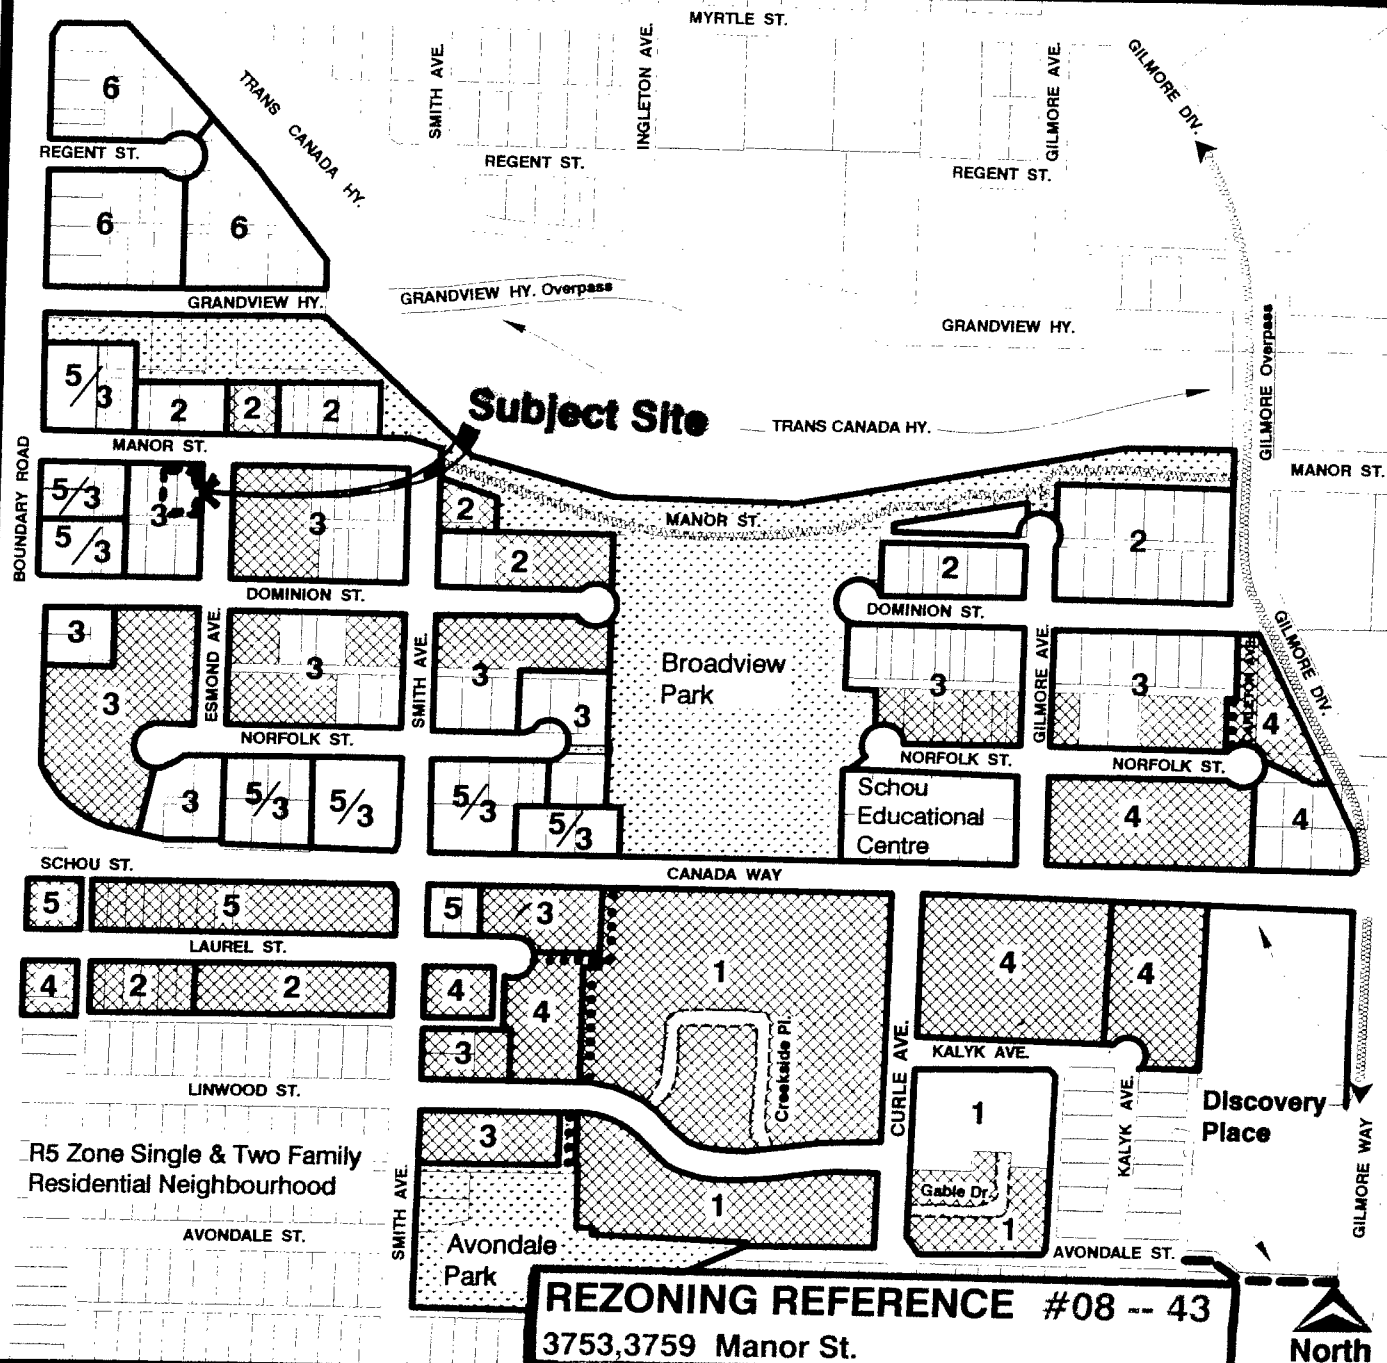 MYRTLE ST.
SMITH AVE.
INGLETON AVE.
GILMORE AVE.
GILMORE DIV.
6
TRANS CANADA HY.
REGENT ST.
REGENT ST.
REGENT ST.
6
6
GRANDVIEW HY.
GRANDVIEW HY. Overpass
GRANDVIEW HY.
GILMORE Overpass
5/3
2
2
2
Subject Site
TRANS CANADA HY.
MANOR ST.
MANOR ST.
BOUNDARY ROAD
5/3
5/3
3
3
2
2
MANOR ST.
2
2
DOMINION ST.
DOMINION ST.
GILMORE DIV.
3
3
ESMOND AVE.
3
SMITH AVE.
3
3
Broadview
Park
3
GILMORE AVE.
3
4
NORFOLK ST.
NORFOLK ST.
NORFOLK ST.
3
5/3
5/3
5/3
5/3
Schou
Educational
Centre
4
4
SCHOU ST.
CANADA WAY
5
5
5
3
LAUREL ST.
4
2
2
4
4
1
4
4
3
Creekside Pl.
CURLE AVE.
KALYK AVE.
LINWOOD ST.
1
KALYK AVE.
Discovery
Place
GILMORE WAY
R5 Zone Single & Two Family
Residential Neighbourhood
3
SMITH AVE.
1
Gable Dr.
1
AVONDALE ST.
Avondale
Park
AVONDALE ST.
REZONING REFERENCE #08 -- 43
3753,3759 Manor St.
North